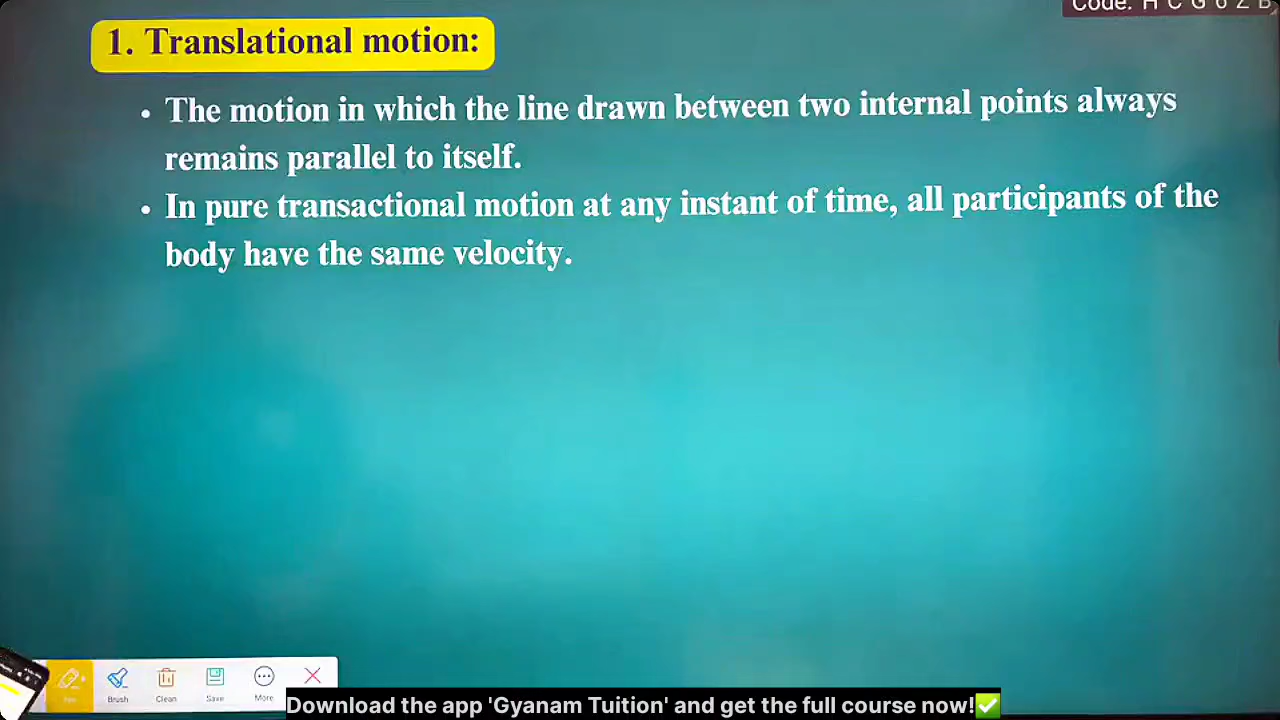 Code: H C G 6 Z B
1. Translational motion:
• The motion in which the line drawn between two internal points always
remains parallel to itself.
• In pure transactional motion at any instant of time, all participants of the
body have the same velocity.
Brush
Clean
Save
More
Download the app 'Gyanam Tuition' and get the full course now!✅